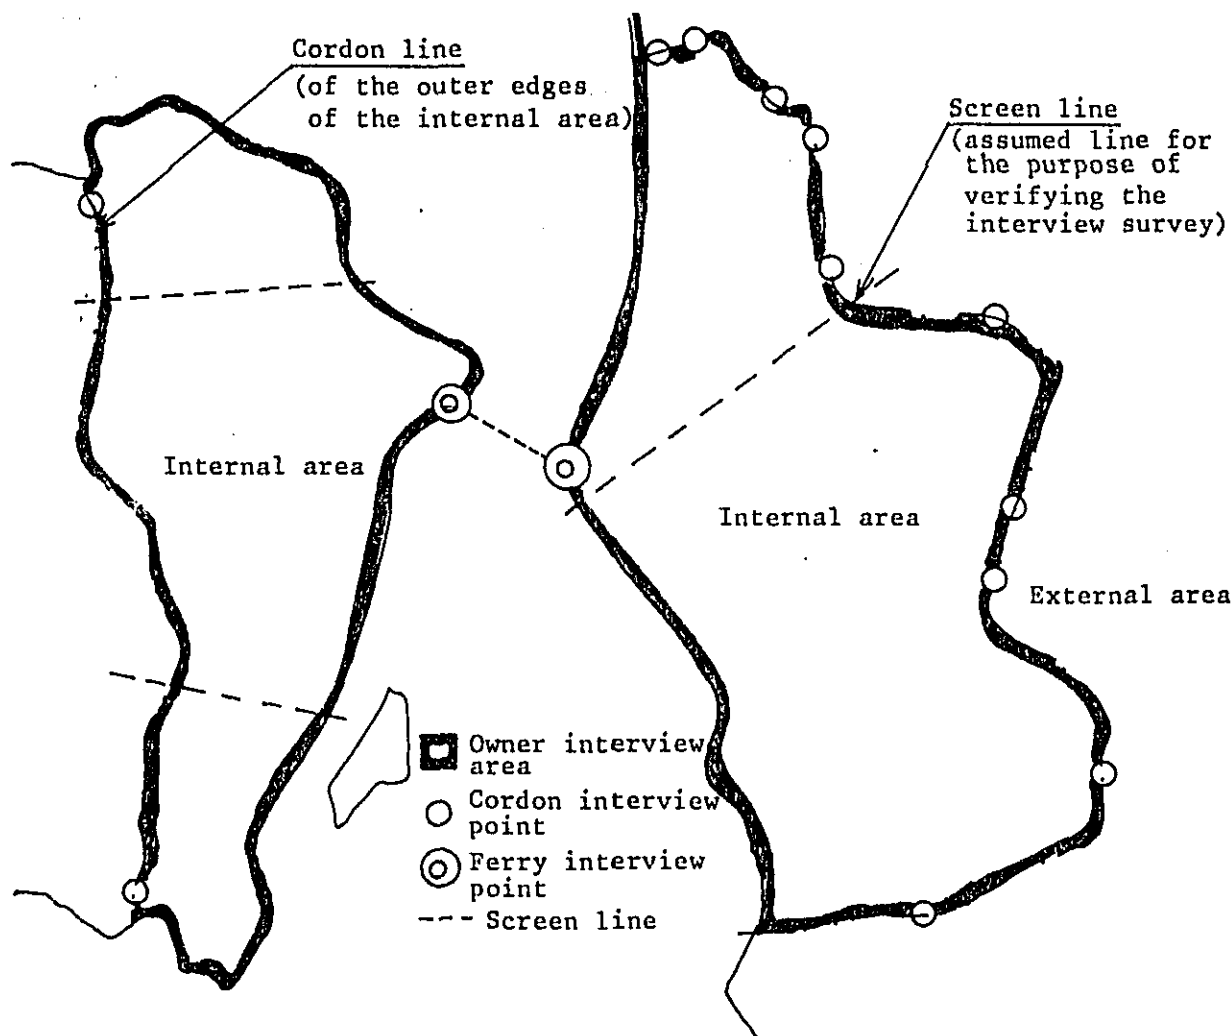 Cordon line
(of the outer edges
of the internal area)
Screen line
(assumed line for
the purpose of
verifying the
interview survey)
Internal area
Internal area
External area
Owner interview
area
Cordon interview
point
Ferry interview
point
Screen line